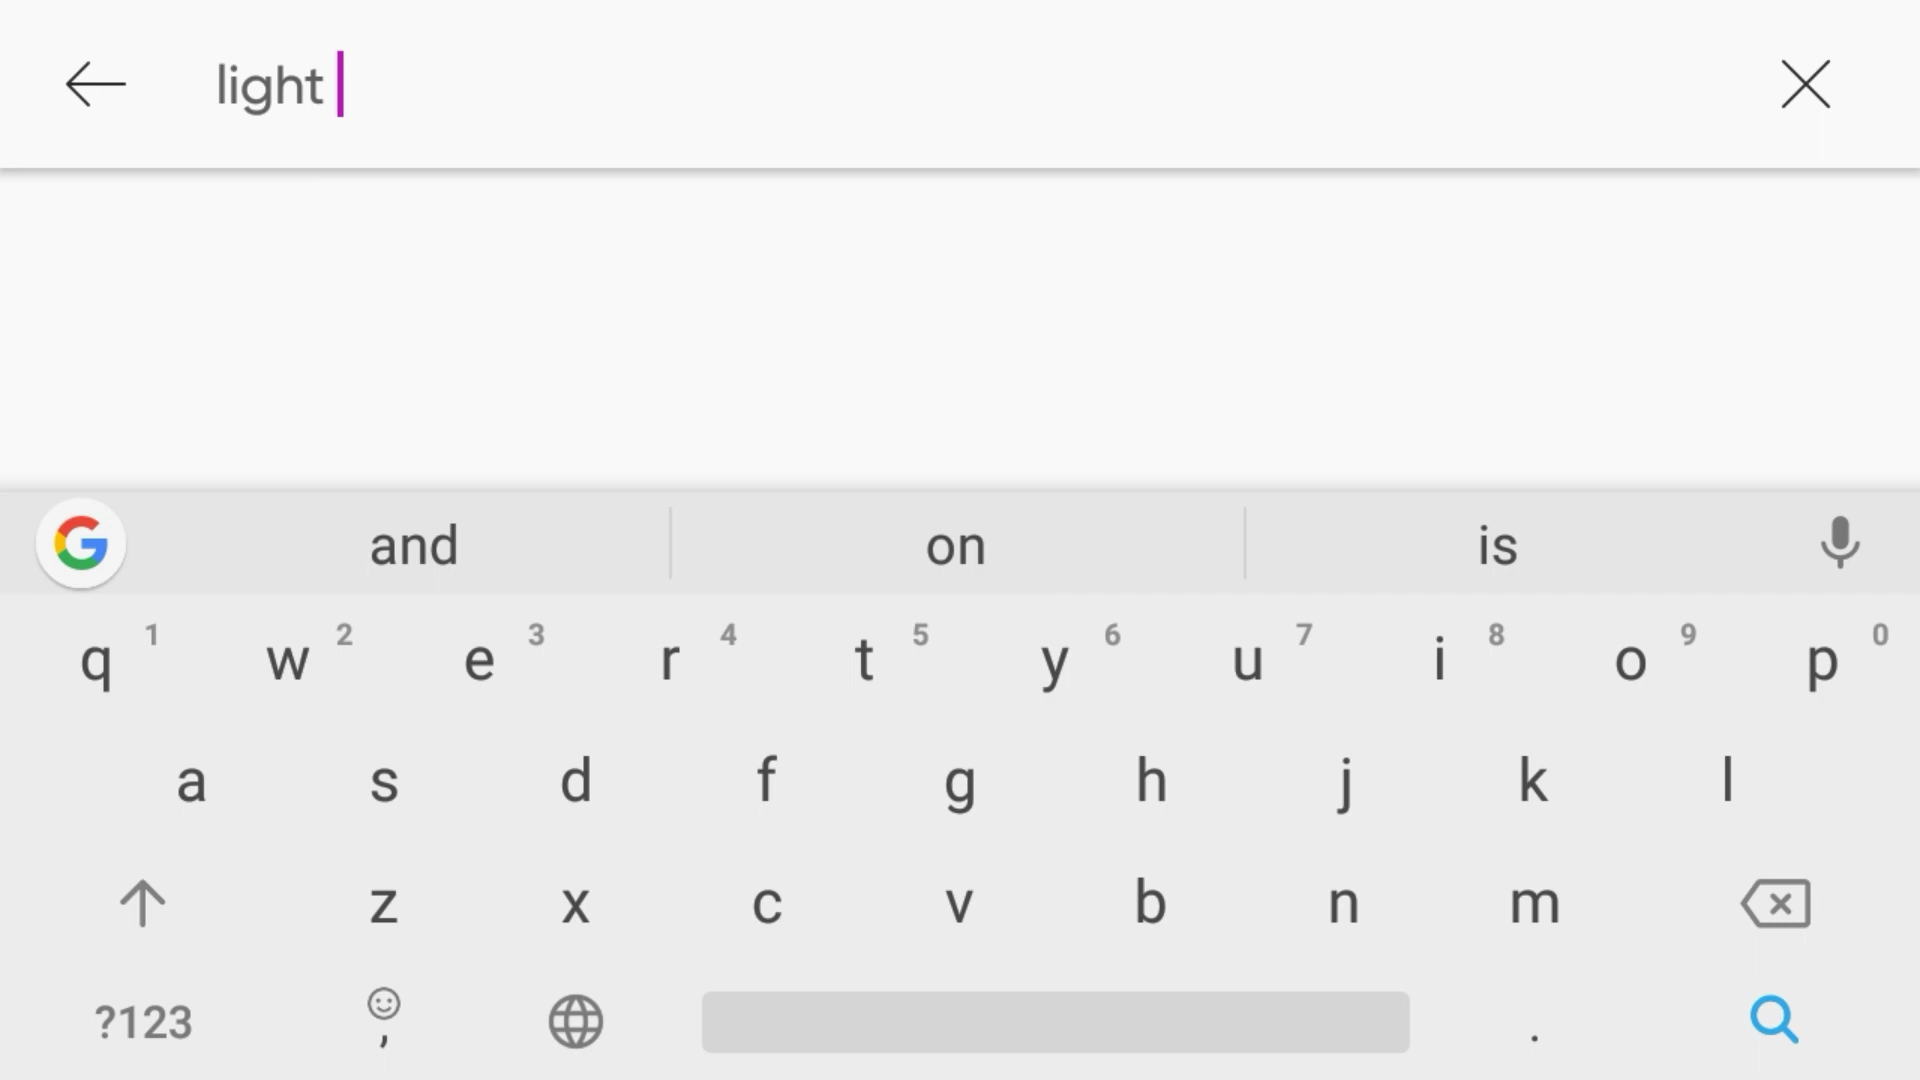 light
and on is
q 1 w 2 e 3 r 4 t 5 y 6 u 7 i 8 o 9 p 0
a s d f g h j k l
z x c v b n m
?123 , .